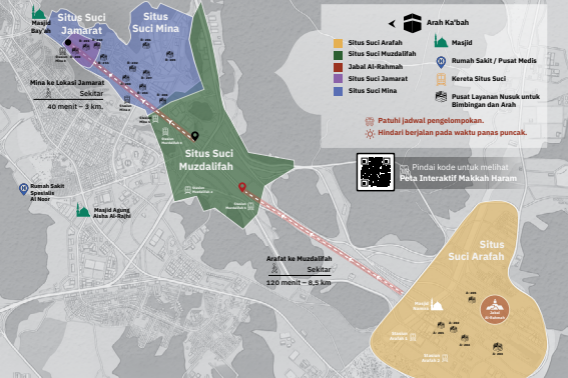 Masjid
Bay'ah
Situs Suci
Jamarat
Situs Suci
Mina
Mina ke Lokasi Jamarat
Sekitar
40 menit – 3 km.
Situs Suci
Muzdalifah
Rumah Sakit
Spesialis
Al Noor
Masjid Agung
Aisha Al-Rajhi
Arafat ke Muzdalifah
Sekitar
120 menit – 8,5 km
Situs
Suci Arafah
Jabal
Al-Rahmah
Arah Ka'bah
Situs Suci Arafah
Situs Suci Muzdalifah
Jabal Al-Rahmah
Situs Suci Jamarat
Situs Suci Mina
Masjid
Rumah Sakit / Pusat Medis
Kereta Situs Suci
Pusat Layanan Nusuk untuk
Bimbingan dan Arah
Patuhi jadwal pengelompokan.
Hindari berjalan pada waktu panas puncak.
Pindai kode untuk melihat
Peta Interaktif Makkah Haram